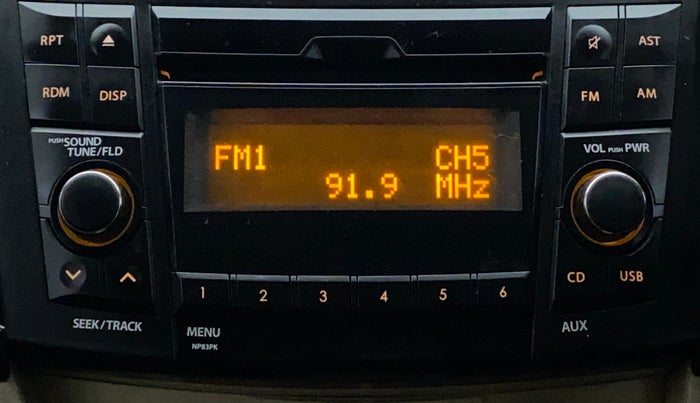 RPT
AST
RDM
DISP
FM
AM
PUSH SOUND
TUNE/FLD
VOL PUSH PWR
FM1 CH5
91.9 MHz
CD
USB
1 2 3 4 5 6
SEEK/TRACK
MENU
NP83PK
AUX